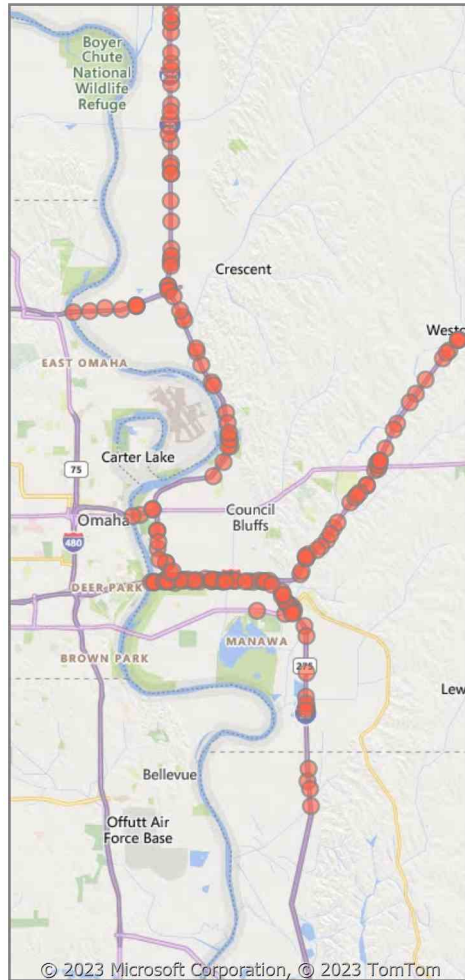 Boyer
Chute
National
Wildlife
Refuge
Crescent
EAST OMAHA
Carter Lake
75
Omaha
Council
Bluffs
480
DEER PARK
MANAWA
BROWN PARK
275
Bellevue
Offutt Air
Force Base
© 2023 Microsoft Corporation, © 2023 TomTom